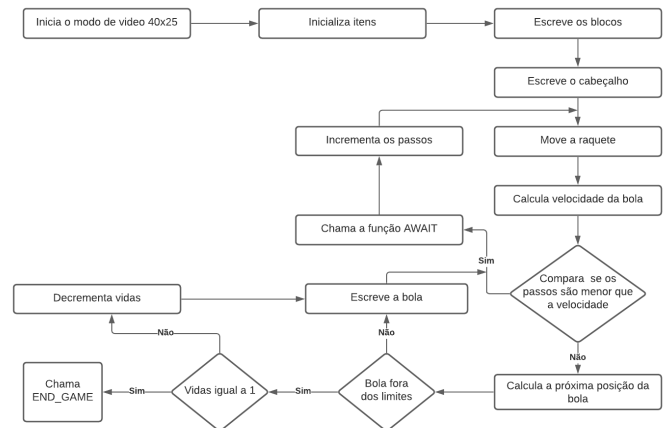 Inicia o modo de video 40x25
Inicializa itens
Escreve os blocos
Escreve o cabeçalho
Incrementa os passos
Move a raquete
Calcula velocidade da bola
Chama a função AWAIT
Sim
Compara se os
passos são menor que
a velocidade
Decrementa vidas
Escreve a bola
Não
Não
Não
Chama
END_GAME
Sim
Vidas igual a 1
Sim
Bola fora
dos limites
Calcula a próxima posição da
bola